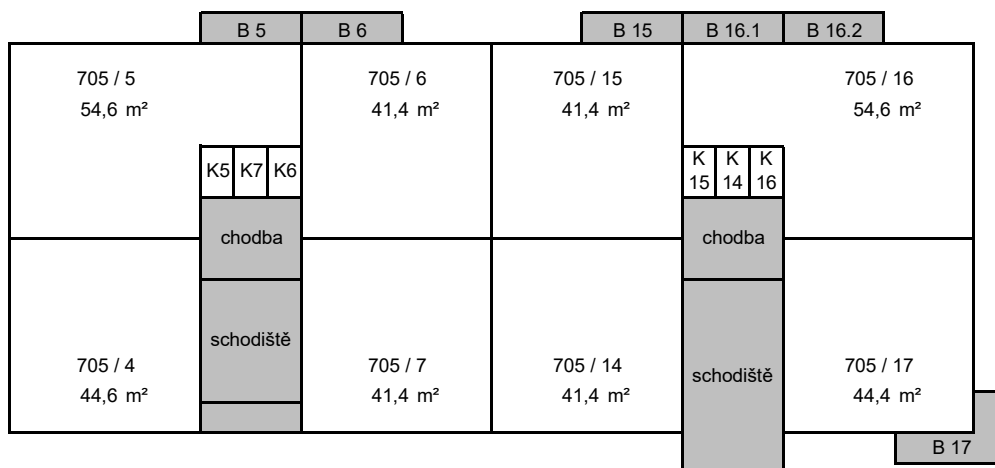 B 5
B 6
B 15
B 16.1
B 16.2
705 / 5
54,6 m²
705 / 6
41,4 m²
705 / 15
41,4 m²
705 / 16
54,6 m²
K5
K7
K6
K
15
K
14
K
16
chodba
chodba
schodiště
schodiště
705 / 4
44,6 m²
705 / 7
41,4 m²
705 / 14
41,4 m²
705 / 17
44,4 m²
B 17